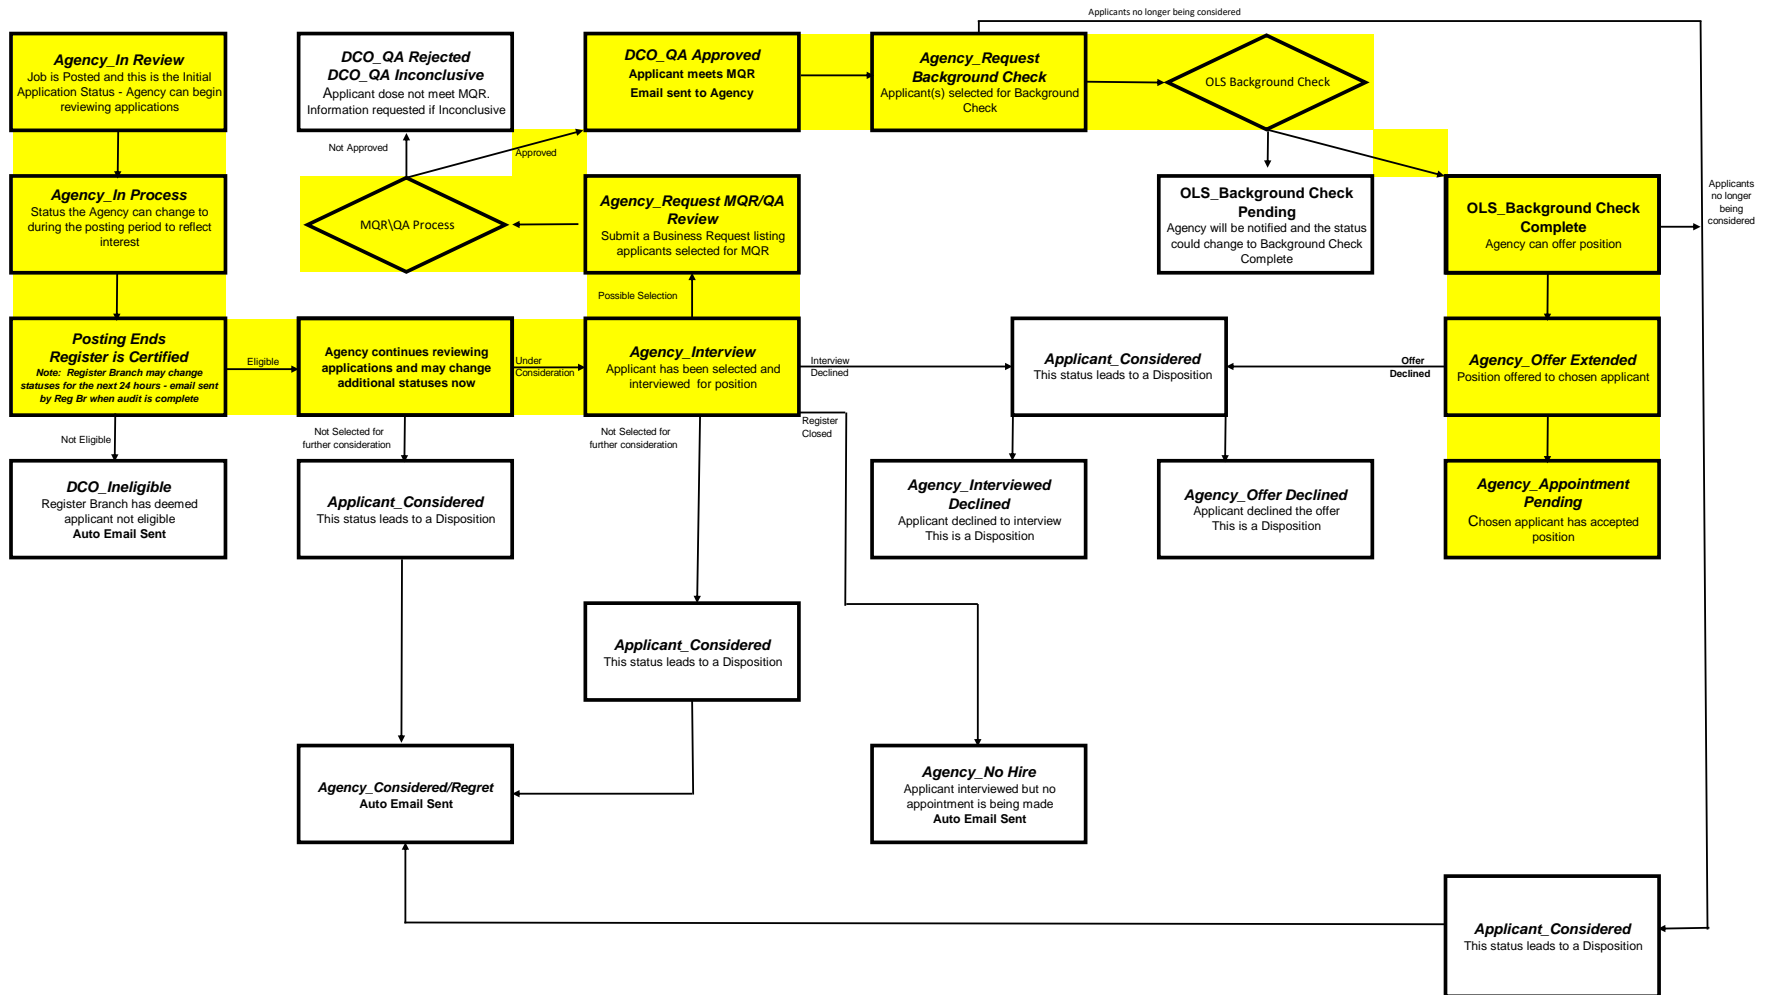 Applicants no longer being considered
Agency_In Review
Job is Posted and this is the Initial
Application Status - Agency can begin
reviewing applications
DCO_QA Rejected
DCO_QA Inconclusive
Applicant dose not meet MQR.
Information requested if Inconclusive
DCO_QA Approved
Applicant meets MQR
Email sent to Agency
Agency_Request
Background Check
Applicant(s) selected for Background
Check
OLS Background Check
Not Approved
Approved
Agency_In Process
Status the Agency can change to
during the posting period to reflect
interest
MQR\QA Process
Agency_Request MQR/QA
Review
Submit a Business Request listing
applicants selected for MQR
OLS_Background Check
Pending
Agency will be notified and the status
could change to Background Check
Complete
OLS_Background Check
Complete
Agency can offer position
Applicants
no longer
being
considered
Possible Selection
Posting Ends
Register is Certified
Note: Register Branch may change
statuses for the next 24 hours - email sent
by Reg Br when audit is complete
Eligible
Agency continues reviewing
applications and may change
additional statuses now
Under
Consideration
Agency_Interview
Applicant has been selected and
interviewed for position
Interview
Declined
Applicant_Considered
This status leads to a Disposition
Offer
Declined
Agency_Offer Extended
Position offered to chosen applicant
Not Eligible
Not Selected for
further consideration
Not Selected for
further consideration
Register
Closed
DCO_Ineligible
Register Branch has deemed
applicant not eligible
Auto Email Sent
Applicant_Considered
This status leads to a Disposition
Agency_Interviewed
Declined
Applicant declined to interview
This is a Disposition
Agency_Offer Declined
Applicant declined the offer
This is a Disposition
Agency_Appointment
Pending
Chosen applicant has accepted
position
Applicant_Considered
This status leads to a Disposition
Agency_Considered/Regret
Auto Email Sent
Agency_No Hire
Applicant interviewed but no
appointment is being made
Auto Email Sent
Applicant_Considered
This status leads to a Disposition